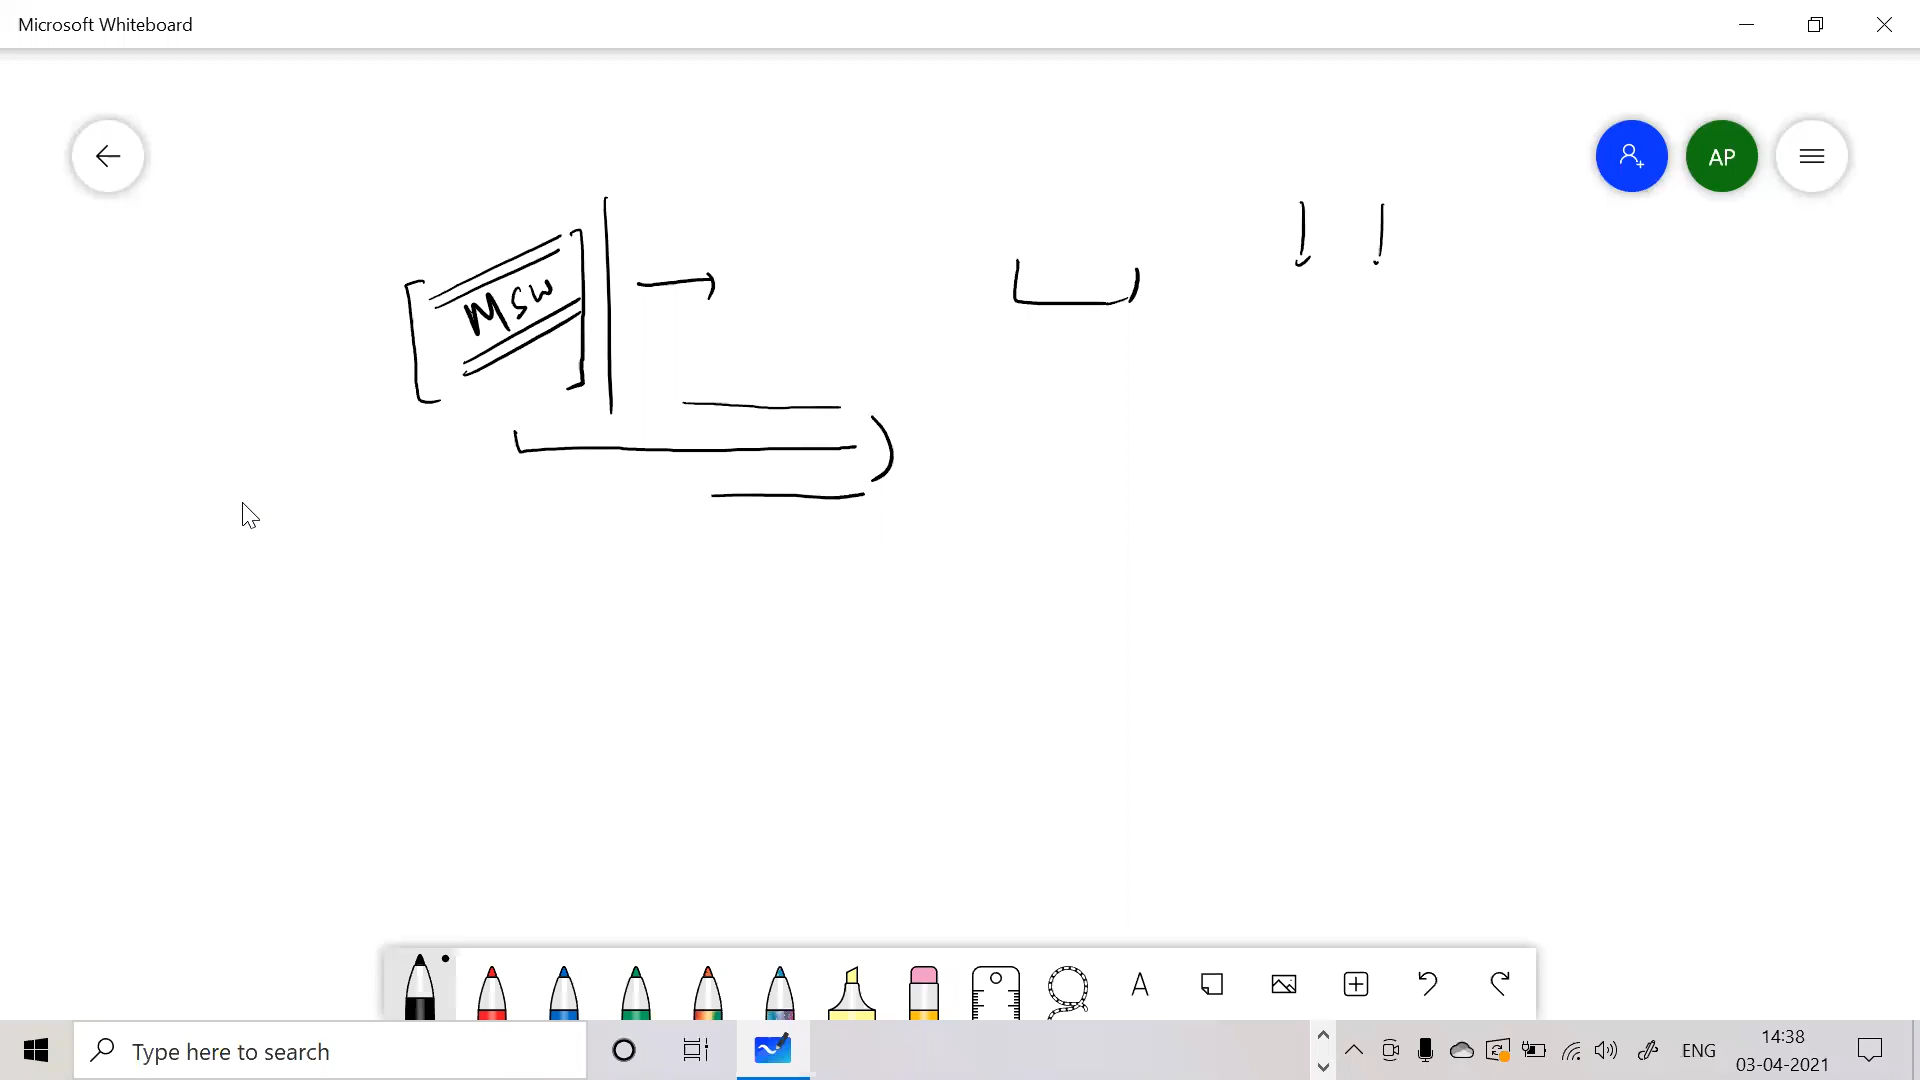 Microsoft Whiteboard
AP
MSW
A
Type here to search
ENG
14:38
03-04-2021